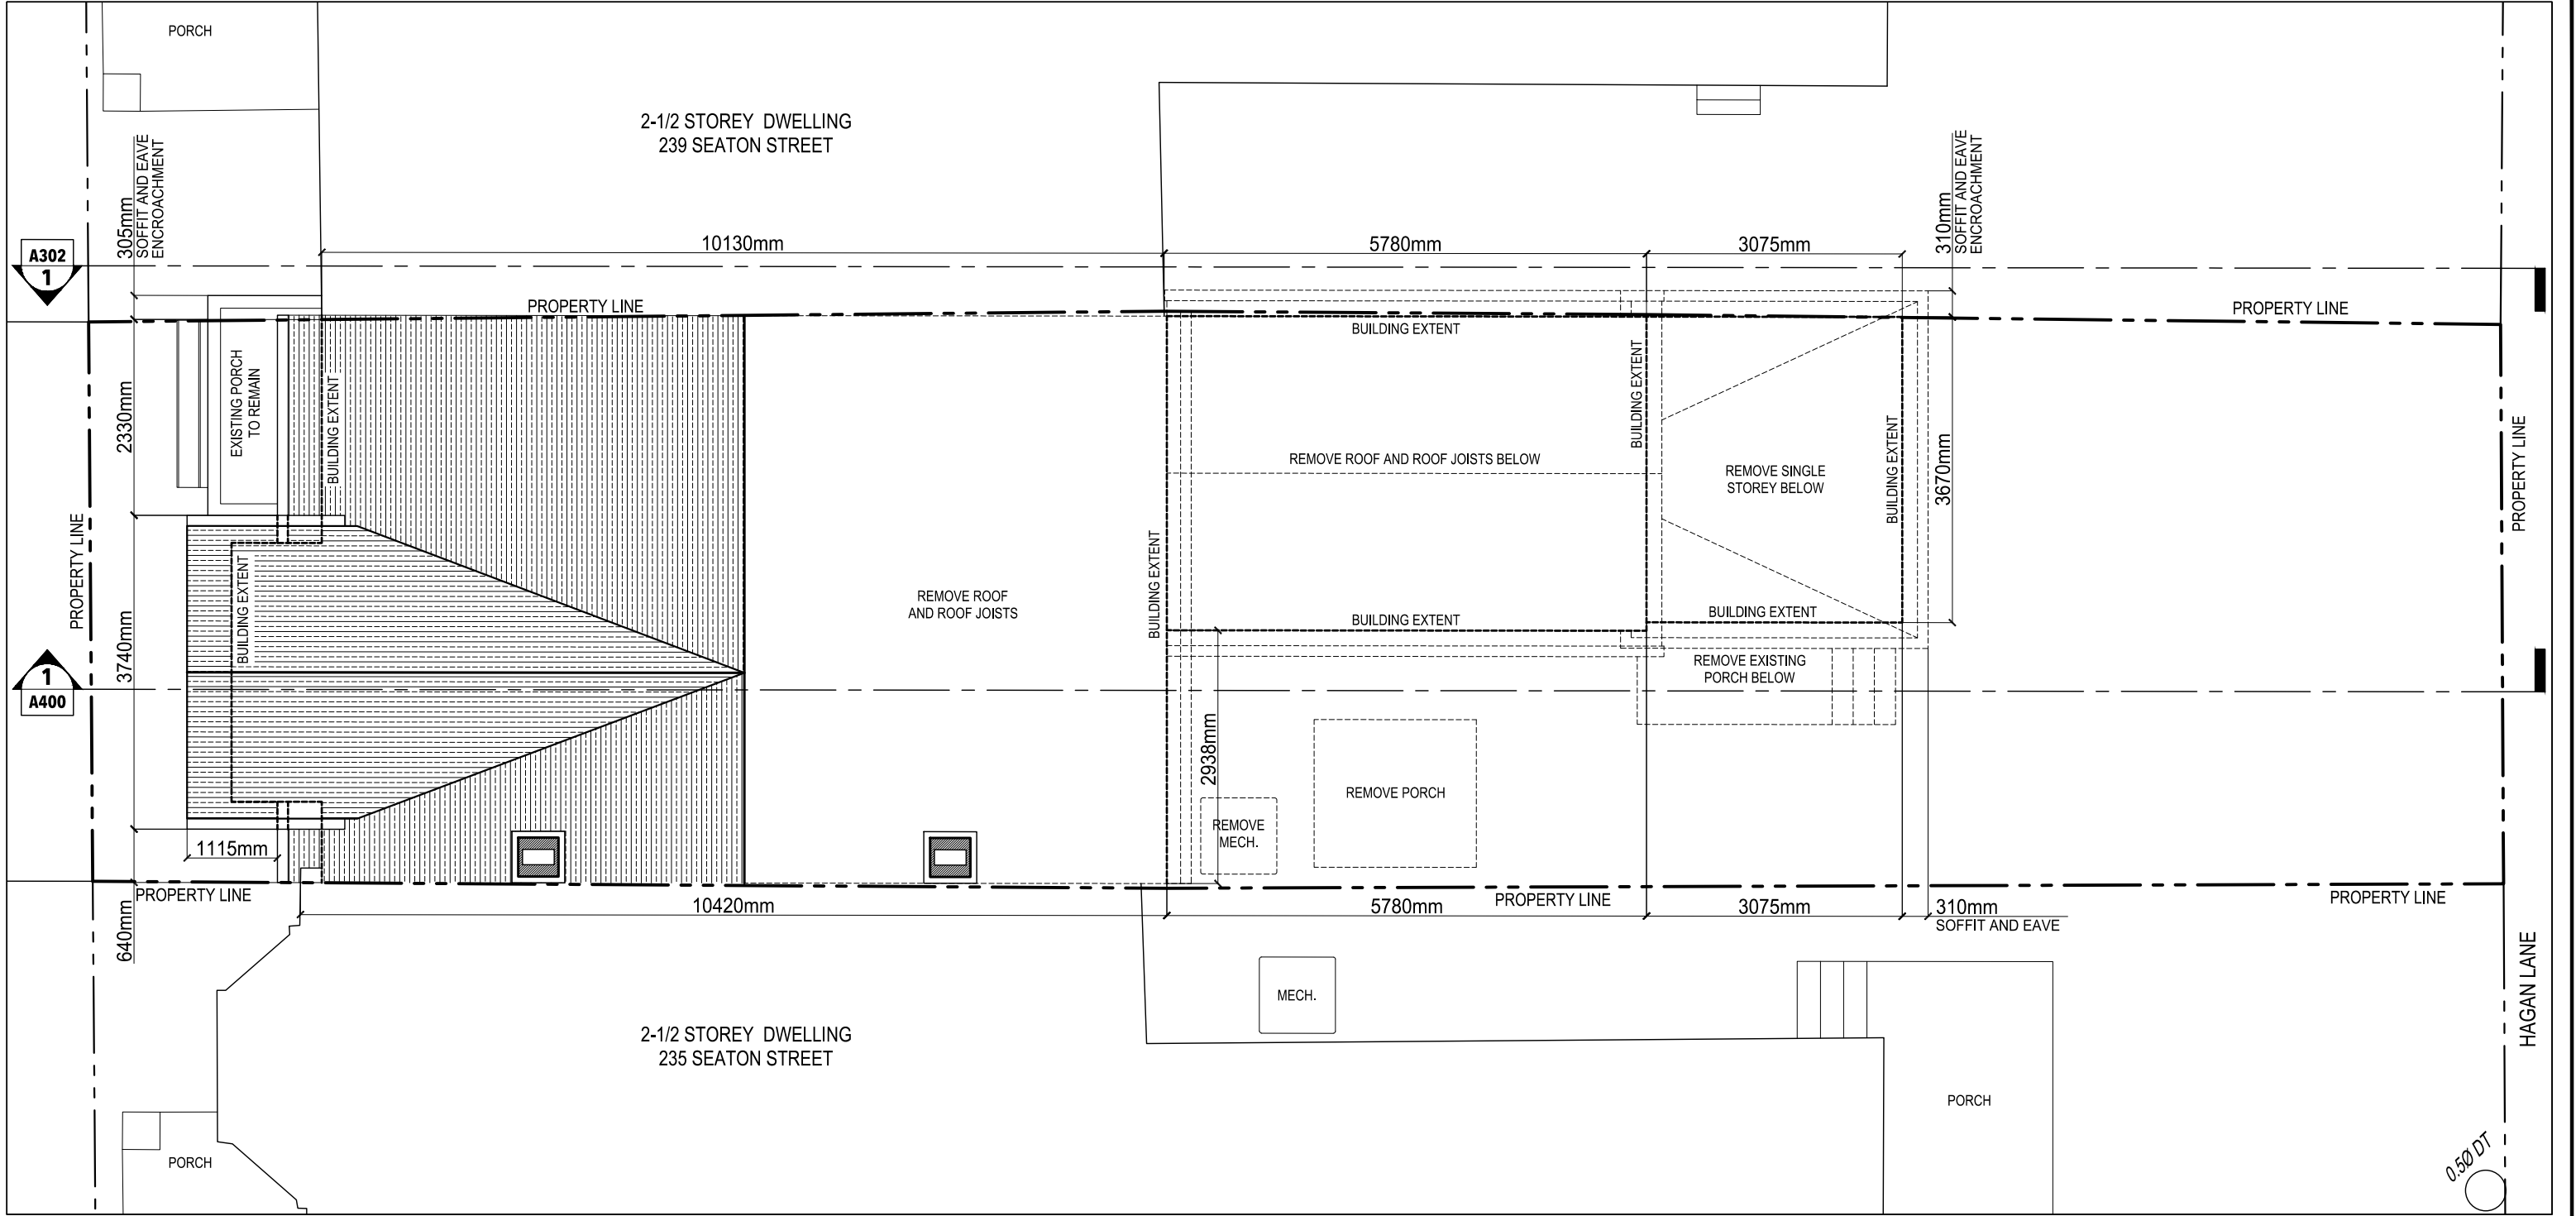 PORCH
2-1/2 STOREY DWELLING
239 SEATON STREET
305mm
SOFFIT AND EAVE
ENCROACHMENT
310mm
SOFFIT AND EAVE
ENCROACHMENT
A302
1
10130mm
5780mm
3075mm
PROPERTY LINE
PROPERTY LINE
BUILDING EXTENT
2330mm
EXISTING PORCH
TO REMAIN
BUILDING EXTENT
BUILDING EXTENT
REMOVE ROOF AND ROOF JOISTS BELOW
REMOVE SINGLE
STOREY BELOW
BUILDING EXTENT
3670mm
PROPERTY LINE
PROPERTY LINE
BUILDING EXTENT
REMOVE ROOF
AND ROOF JOISTS
BUILDING EXTENT
BUILDING EXTENT
BUILDING EXTENT
3740mm
1
A400
REMOVE EXISTING
PORCH BELOW
2938mm
REMOVE PORCH
REMOVE
MECH.
1115mm
PROPERTY LINE
640mm
10420mm
5780mm
PROPERTY LINE
3075mm
310mm
SOFFIT AND EAVE
PROPERTY LINE
HAGAN LANE
MECH.
2-1/2 STOREY DWELLING
235 SEATON STREET
PORCH
PORCH
0.5Ø DT